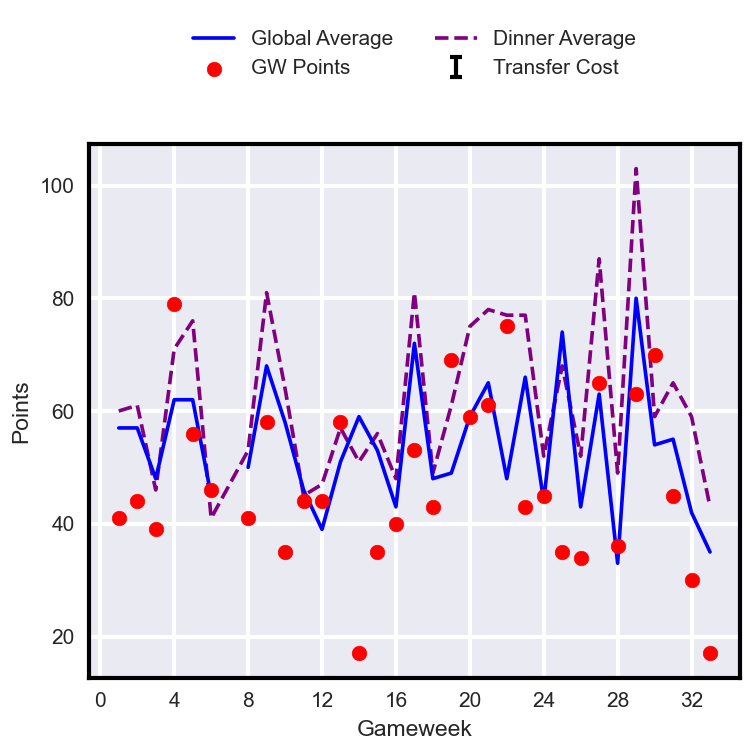 Global Average
Dinner Average
GW Points
Transfer Cost
100
80
60
40
20
Points
0 4 8 12 16 20 24 28 32
Gameweek